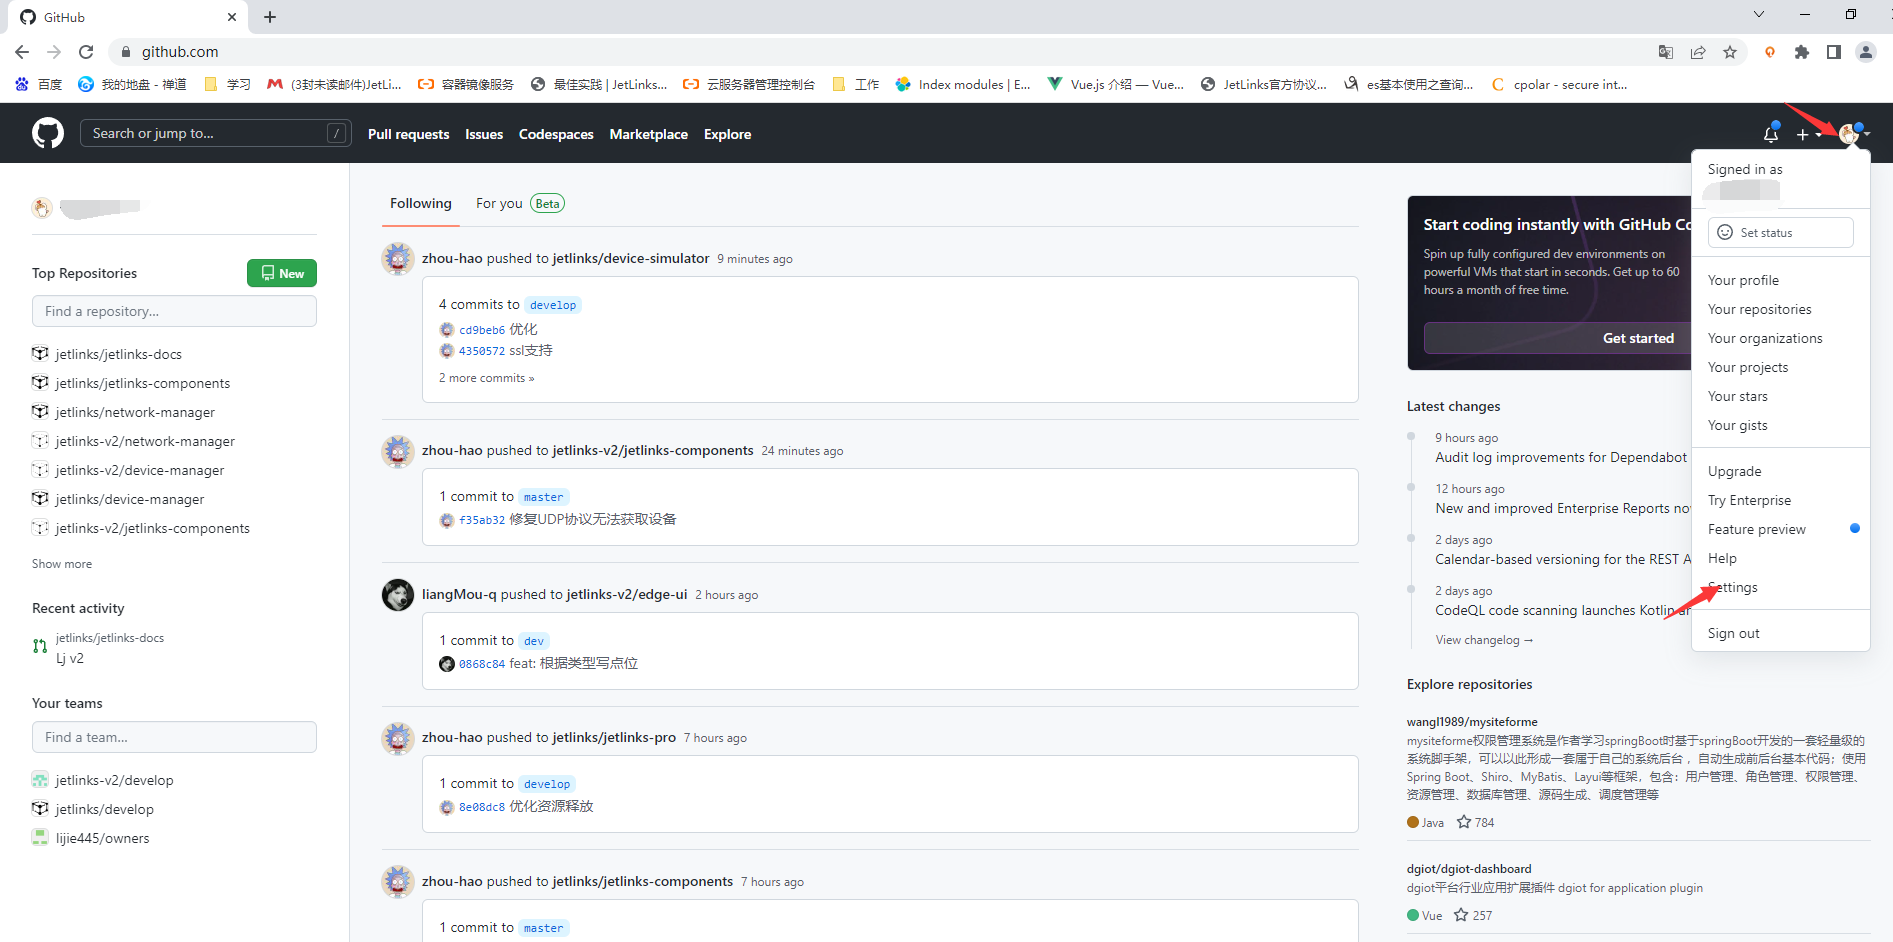 GitHub
github.com
百度
我的地盘 - 禅道
学习
(3封未读邮件)JetLi...
容器镜像服务
最佳实践 | JetLinks...
云服务器管理控制台
工作
Index modules | E...
Vue.js 介绍 — Vue...
JetLinks官方协议...
es基本使用之查询...
cpolar - secure int...
Search or jump to...
/
Pull requests
Issues
Codespaces
Marketplace
Explore
Top Repositories
New
Find a repository...
jetlinks/jetlinks-docs
jetlinks/jetlinks-components
jetlinks/network-manager
jetlinks-v2/network-manager
jetlinks-v2/device-manager
jetlinks/device-manager
jetlinks-v2/jetlinks-components
Show more
Recent activity
jetlinks/jetlinks-docs
Lj v2
Your teams
Find a team...
jetlinks-v2/develop
jetlinks/develop
lijie445/owners
Following
For you Beta
zhou-hao pushed to jetlinks/device-simulator 9 minutes ago
4 commits to develop
cd9beb6 优化
4350572 ssl支持
2 more commits »
zhou-hao pushed to jetlinks-v2/jetlinks-components 24 minutes ago
1 commit to master
f35ab32 修复UDP协议无法获取设备
liangMou-q pushed to jetlinks-v2/edge-ui 2 hours ago
1 commit to dev
0868c84 feat: 根据类型写点位
zhou-hao pushed to jetlinks/jetlinks-pro 7 hours ago
1 commit to develop
8e08dc8 优化资源释放
zhou-hao pushed to jetlinks/jetlinks-components 7 hours ago
1 commit to master
Start coding instantly with GitHub Co
Spin up fully configured dev environments on
powerful VMs that start in seconds. Get up to 60
hours a month of free time.
Get started
Latest changes
9 hours ago
Audit log improvements for Dependabot
12 hours ago
New and improved Enterprise Reports no
2 days ago
Calendar-based versioning for the REST A
2 days ago
CodeQL code scanning launches Kotlin an
View changelog →
Explore repositories
wangl1989/mysiteforme
mysiteforme权限管理系统是作者学习springBoot时基于springBoot开发的一套轻量级的
系统脚手架，可以以此形成一套属于自己的系统后台 ，自动生成前后台基本代码；使用
Spring Boot、Shiro、MyBatis、Layui等框架，包含：用户管理、角色管理、权限管理、
资源管理、数据库管理、源码生成、调度管理等
Java 784
dgiot/dgiot-dashboard
dgiot平台行业应用扩展插件 dgiot for application plugin
Vue 257
Signed in as
Set status
Your profile
Your repositories
Your organizations
Your projects
Your stars
Your gists
Upgrade
Try Enterprise
Feature preview
Help
Settings
Sign out